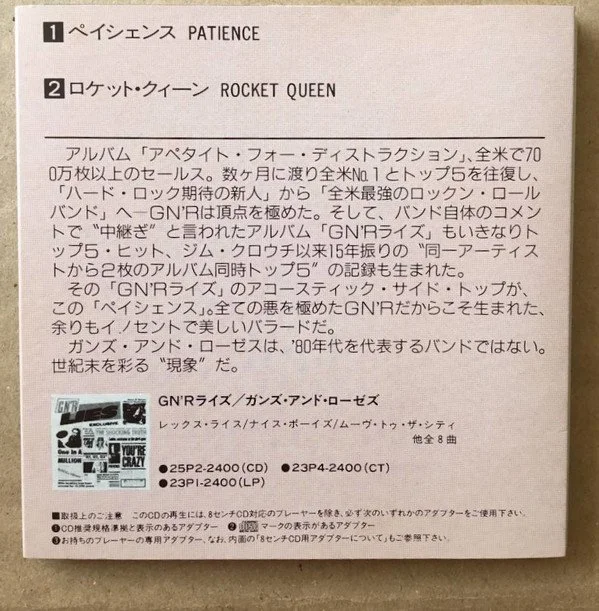 1 ペイシェンス PATIENCE
2 ロケット・クィーン ROCKET QUEEN
アルバム「アペタイト・フォー・ディストラクション」、全米で70
0万枚以上のセールス。数ヶ月に渡り全米No.1とトップ5を往復し、
「ハード・ロック期待の新人」から「全米最強のロックン・ロール
バンド」へ—GN'Rは頂点を極めた。そして、バンド自体のコメント
で“中継ぎ”と言われたアルバム「GN'Rライズ」もいきなり
トップ5・ヒット、ジム・クロウチ以来15年振りの“同一アーティス
トから2枚のアルバム同時トップ5”の記録も生まれた。
その「GN'Rライズ」のアコースティック・サイド・トップが、
この「ペイシェンス」。全ての悪を極めたGN'Rだからこそ生まれた、
余りもイノセントで美しいバラードだ。
ガンズ・アンド・ローゼスは、'80年代を代表するバンドではない。
世紀末を彩る“現象”だ。
GN'R
LIES
EXCLUSIVE
One In A
MILLION
YOU'RE
CRAZY
GN'Rライズ/ガンズ・アンド・ローゼズ
レックス・ライス/ナイス・ボーイズ/ムーヴ・トゥ・ザ・シティ
他全8曲
●25P2-2400(CD) ●23P4-2400(CT)
●23P1-2400(LP)
■取扱上のご注意 このCDの再生には、8センチCD対応のプレーヤーを除き、必ず次のいずれかのアダプターをご使用下さい。
❶CD推奨規格準拠と表示のあるアダプター ❷マークの表示があるアダプター
❸お持ちのプレーヤーの専用アダプター、なお、内面の「8センチCD用アダプターについて」もご参照下さい。